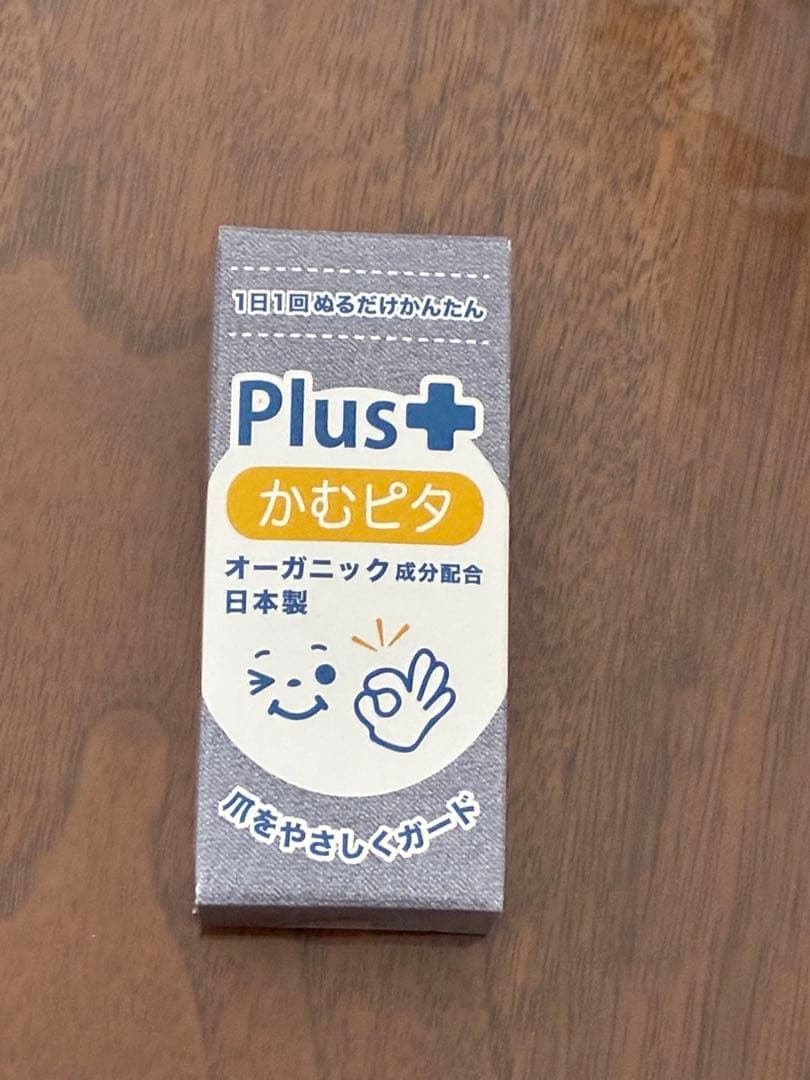 1日1回ぬるだけかんたん
Plus
かむピタ
オーガニック成分配合
日本製
爪をやさしくガード